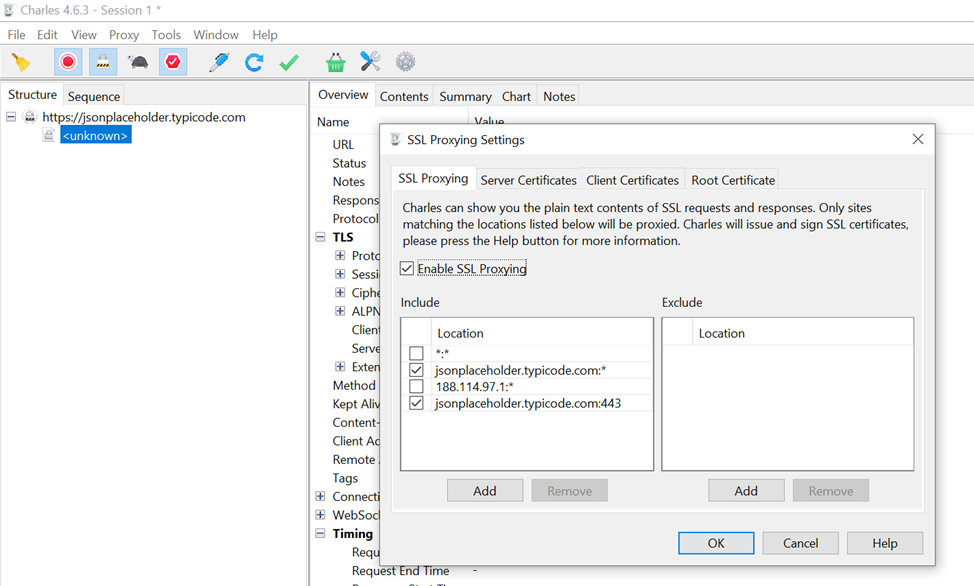 Charles 4.6.3 - Session 1 *
File Edit View Proxy Tools Window Help
Structure Sequence
https://jsonplaceholder.typicode.com
<unknown>
Overview Contents Summary Chart Notes
Name Value
URL
Status
Notes
Respons
Protocol
TLS
Proto
Sessi
Ciphe
ALPN
Client
Serve
Exten
Method
Kept Aliv
Content-
Client Ad
Remote A
Tags
Connecti
WebSock
Timing
Requ
Request End Time -
SSL Proxying Settings
SSL Proxying Server Certificates Client Certificates Root Certificate
Charles can show you the plain text contents of SSL requests and responses. Only sites
matching the locations listed below will be proxied. Charles will issue and sign SSL certificates,
please press the Help button for more information.
Enable SSL Proxying
Include Exclude
Location Location
*:*
jsonplaceholder.typicode.com:*
188.114.97.1:*
jsonplaceholder.typicode.com:443
Add Remove Add Remove
OK Cancel Help